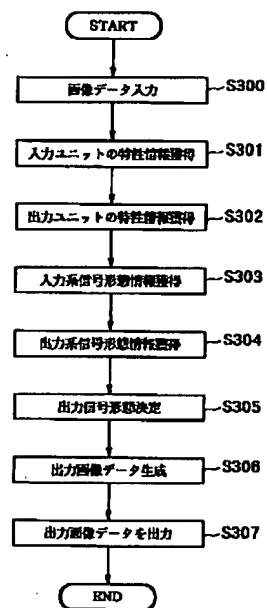 START
画像データ入力 S300
入力ユニットの特性情報獲得 S301
出力ユニットの特性情報獲得 S302
入力系信号形態情報獲得 S303
出力系信号形態情報獲得 S304
出力信号形態決定 S305
出力画像データ生成 S306
出力画像データを出力 S307
END